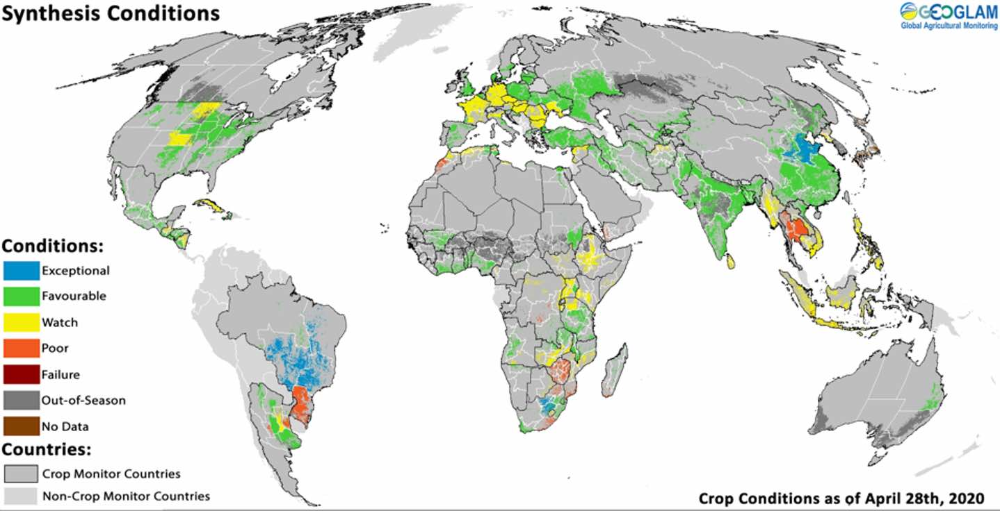 Synthesis Conditions
GEOGLAM
Global Agricultural Monitoring
Conditions:
Exceptional
Favourable
Watch
Poor
Failure
Out-of-Season
No Data
Countries:
Crop Monitor Countries
Non-Crop Monitor Countries
Crop Conditions as of April 28th, 2020